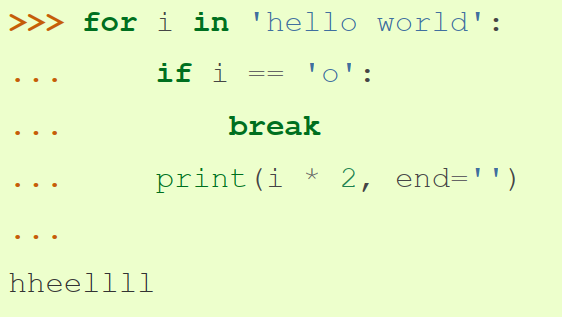 >>> for i in 'hello world':
...     if i == 'o':
...         break
...     print(i * 2, end='')
...
hheellll